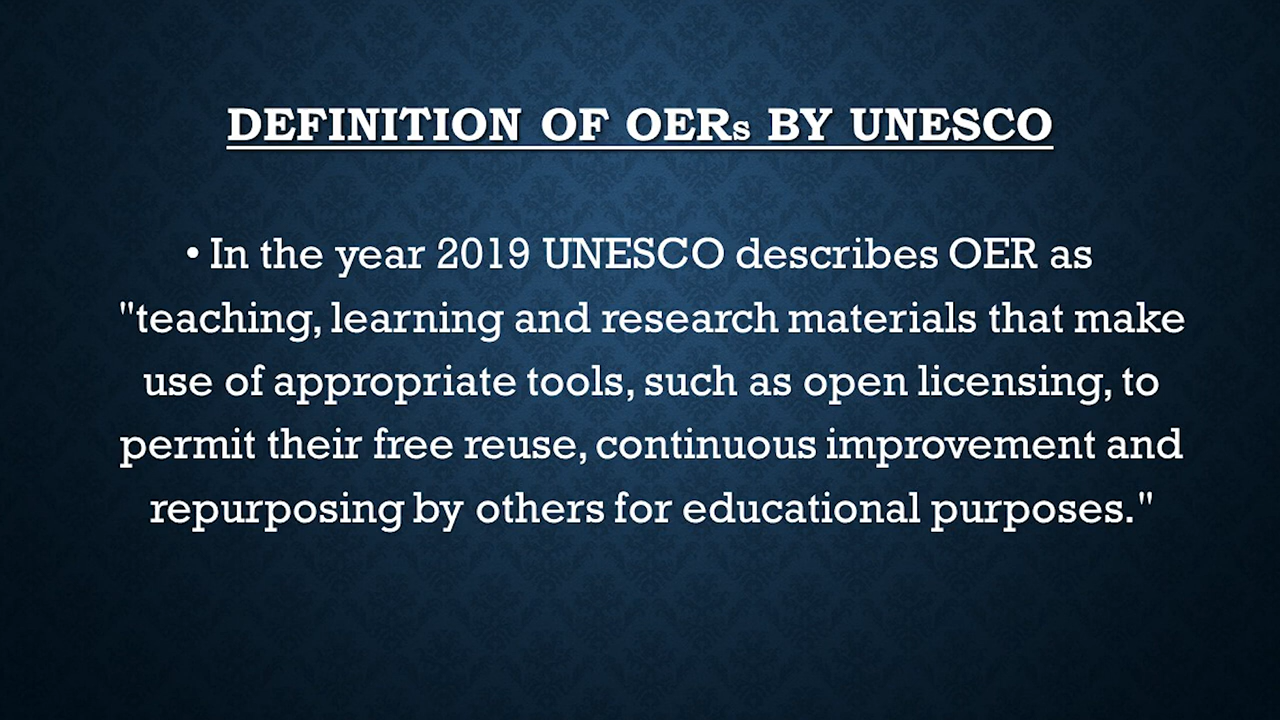 DEFINITION OF OERs BY UNESCO
• In the year 2019 UNESCO describes OER as
"teaching, learning and research materials that make
use of appropriate tools, such as open licensing, to
permit their free reuse, continuous improvement and
repurposing by others for educational purposes."